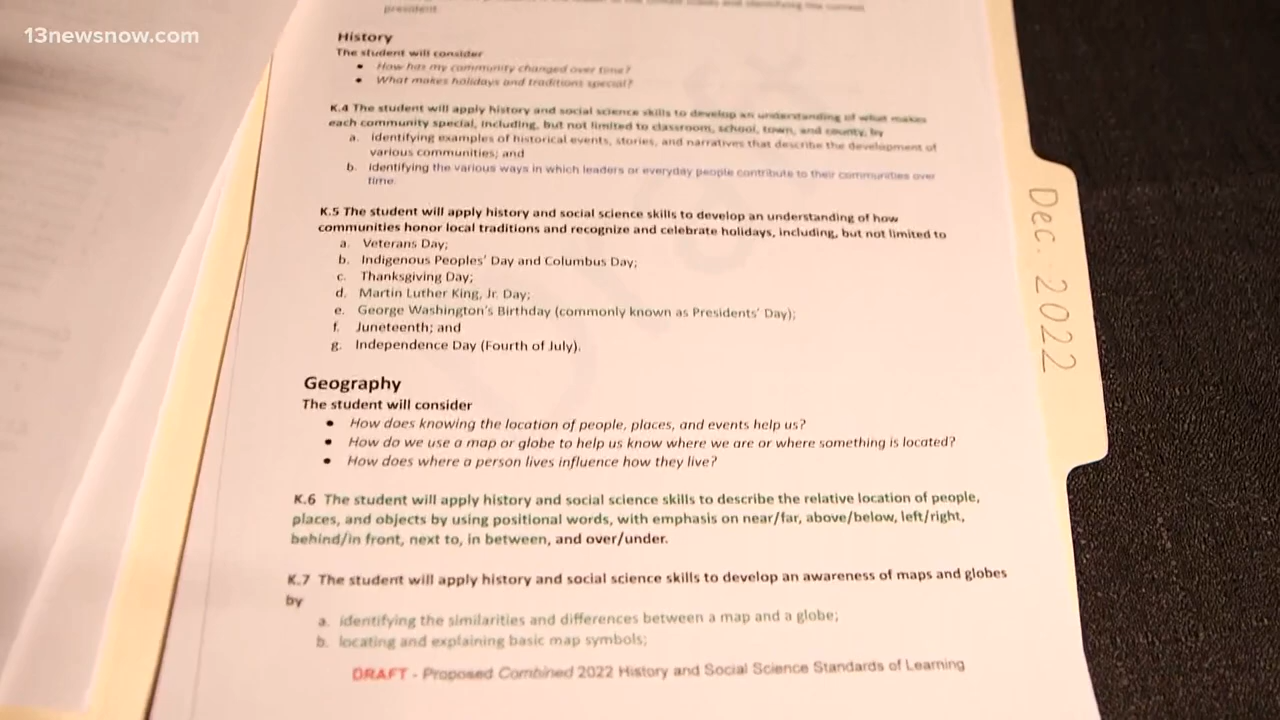 13newsnow.com
president
History
The student will consider
• How has my community changed over time?
• What makes holidays and traditions special?
K.4 The student will apply history and social science skills to develop an understanding of what makes
each community special, including, but not limited to classroom, school, town, and county, by
a. identifying examples of historical events, stories, and narratives that describe the development of
various communities; and
b. identifying the various ways in which leaders or everyday people contribute to their communities over
time.
K.5 The student will apply history and social science skills to develop an understanding of how
communities honor local traditions and recognize and celebrate holidays, including, but not limited to
a. Veterans Day;
b. Indigenous Peoples' Day and Columbus Day;
c. Thanksgiving Day;
d. Martin Luther King, Jr. Day;
e. George Washington's Birthday (commonly known as Presidents' Day);
f. Juneteenth; and
g. Independence Day (Fourth of July).
Geography
The student will consider
• How does knowing the location of people, places, and events help us?
• How do we use a map or globe to help us know where we are or where something is located?
• How does where a person lives influence how they live?
K.6 The student will apply history and social science skills to describe the relative location of people,
places, and objects by using positional words, with emphasis on near/far, above/below, left/right,
behind/in front, next to, in between, and over/under.
K.7 The student will apply history and social science skills to develop an awareness of maps and globes
by
a. identifying the similarities and differences between a map and a globe;
b. locating and explaining basic map symbols;
DRAFT - Proposed Combined 2022 History and Social Science Standards of Learning
Dec. 2022